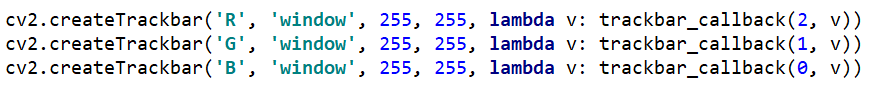 cv2.createTrackbar('R', 'window', 255, 255, lambda v: trackbar_callback(2, v))
cv2.createTrackbar('G', 'window', 255, 255, lambda v: trackbar_callback(1, v))
cv2.createTrackbar('B', 'window', 255, 255, lambda v: trackbar_callback(0, v))